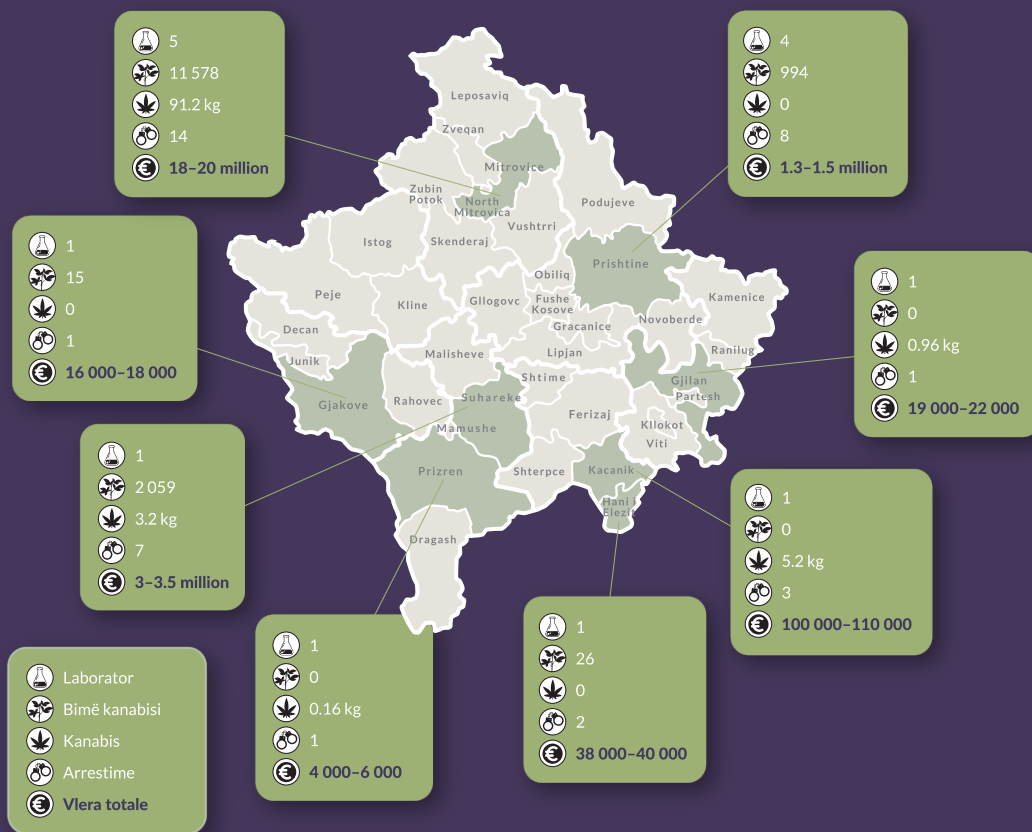 5
11 578
91.2 kg
14
18–20 million
4
994
0
8
1.3–1.5 million
1
15
0
1
16 000–18 000
1
0
0.96 kg
1
19 000–22 000
1
2 059
3.2 kg
7
3–3.5 million
1
0
5.2 kg
3
100 000–110 000
1
0
0.16 kg
1
4 000–6 000
1
26
0
2
38 000–40 000
Leposaviq
Zveqan
Mitrovice
Zubin
Potok
North
Mitrovica
Podujeve
Vushtrri
Istog
Skenderaj
Prishtine
Obiliq
Peje
Kline
Gllogovc
Fushe
Kosove
Kamenice
Gracanice
Novoberde
Decan
Junik
Malisheve
Lipjan
Ranilug
Shtime
Gjilan
Partesh
Gjakove
Rahovec
Suhareke
Ferizaj
Mamushe
Kllokot
Viti
Prizren
Shterpce
Kacanik
Hani i
Elezit
Dragash
Laborator
Bimë kanabisi
Kanabis
Arrestime
Vlera totale